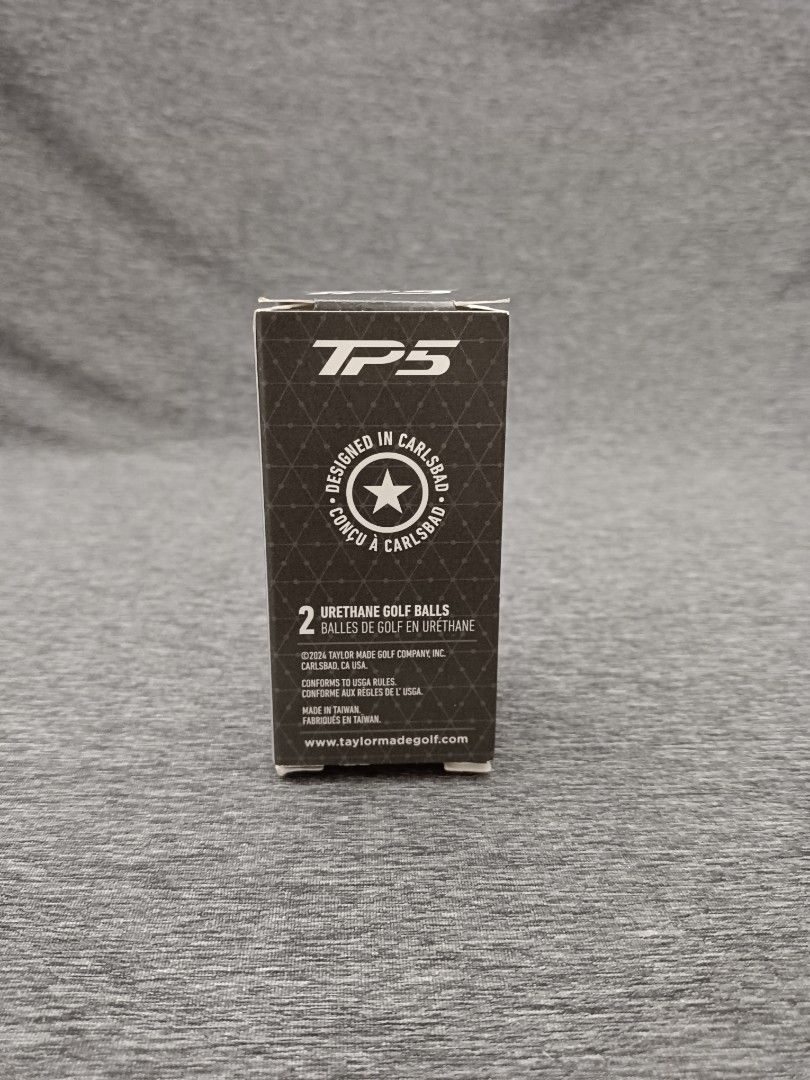 TP5
• DESIGNED IN CARLSBAD •
CONÇU À CARLSBAD
2 URETHANE GOLF BALLS
BALLES DE GOLF EN URÉTHANE
©2024 TAYLOR MADE GOLF COMPANY, INC.
CARLSBAD, CA USA.
CONFORMS TO USGA RULES.
CONFORME AUX RÈGLES DE L' USGA.
MADE IN TAIWAN.
FABRIQUÉS EN TAÏWAN.
www.taylormadegolf.com